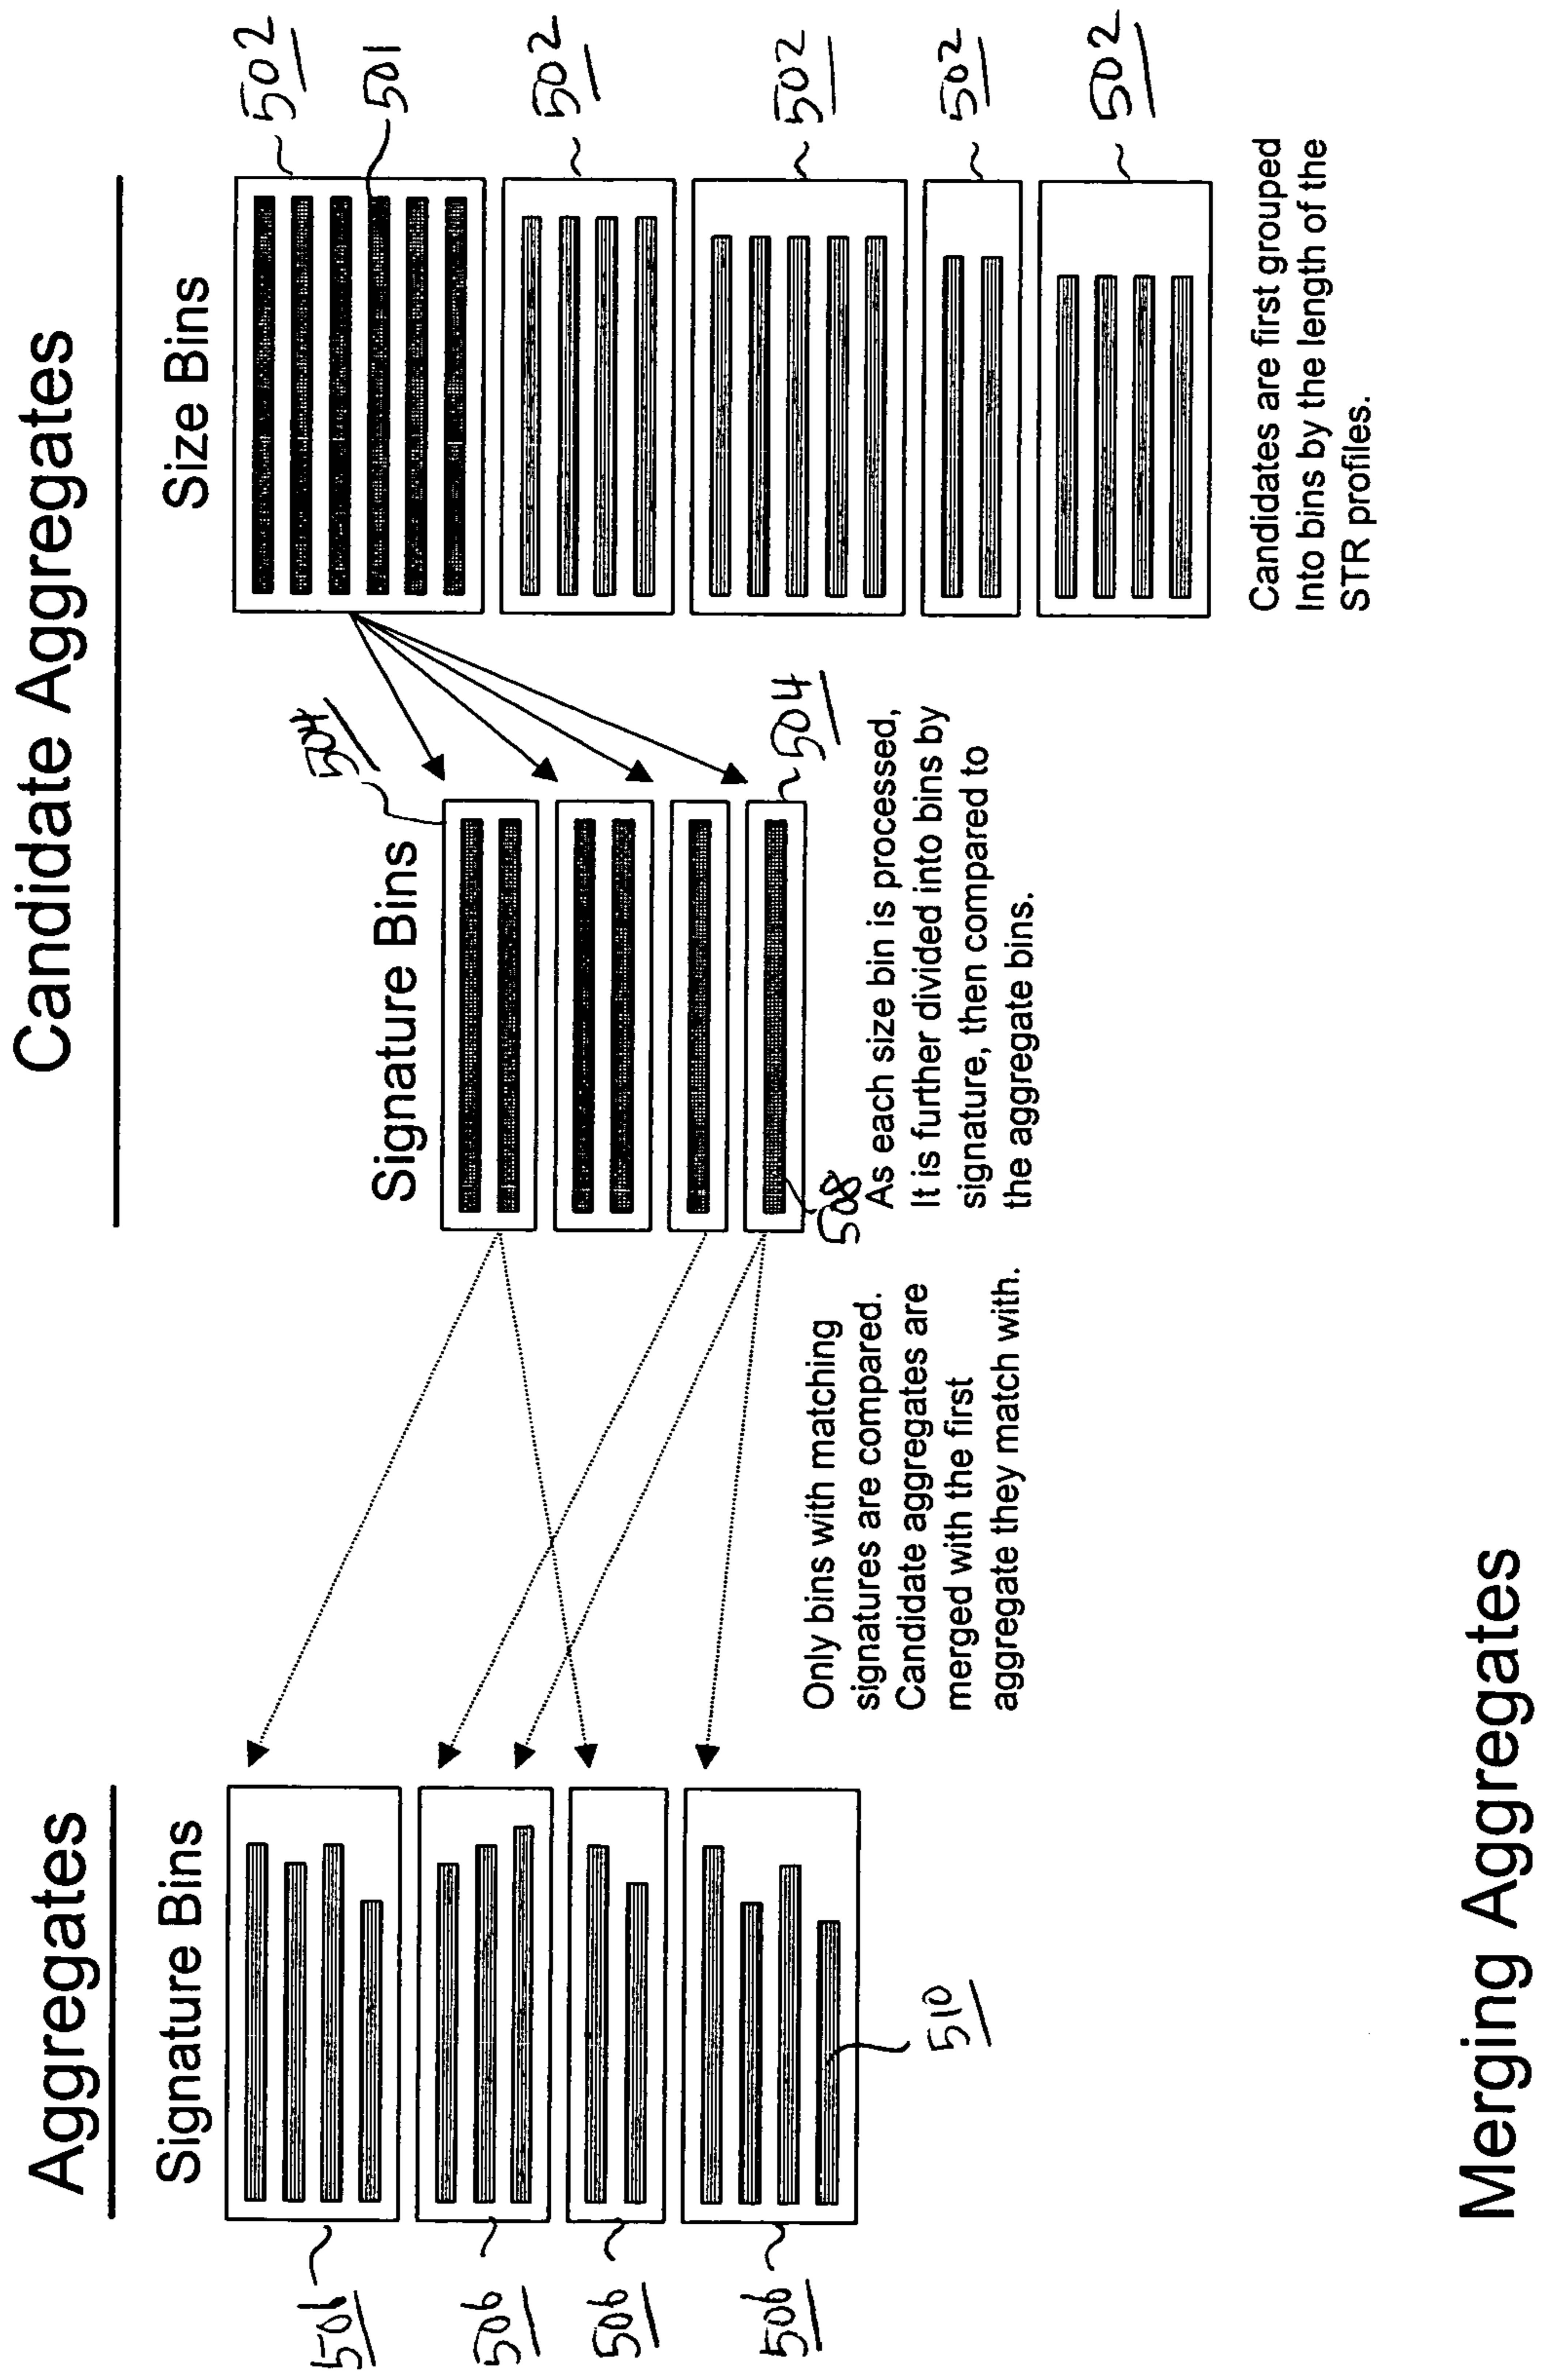 Aggregates
Candidate Aggregates
Signature Bins
506
506
506
506
510
Only bins with matching
signatures are compared.
Candidate aggregates are
merged with the first
aggregate they match with.
Signature Bins
504
504
508
As each size bin is processed,
It is further divided into bins by
signature, then compared to
the aggregate bins.
Size Bins
502
501
502
502
502
502
Candidates are first grouped
Into bins by the length of the
STR profiles.
Merging Aggregates